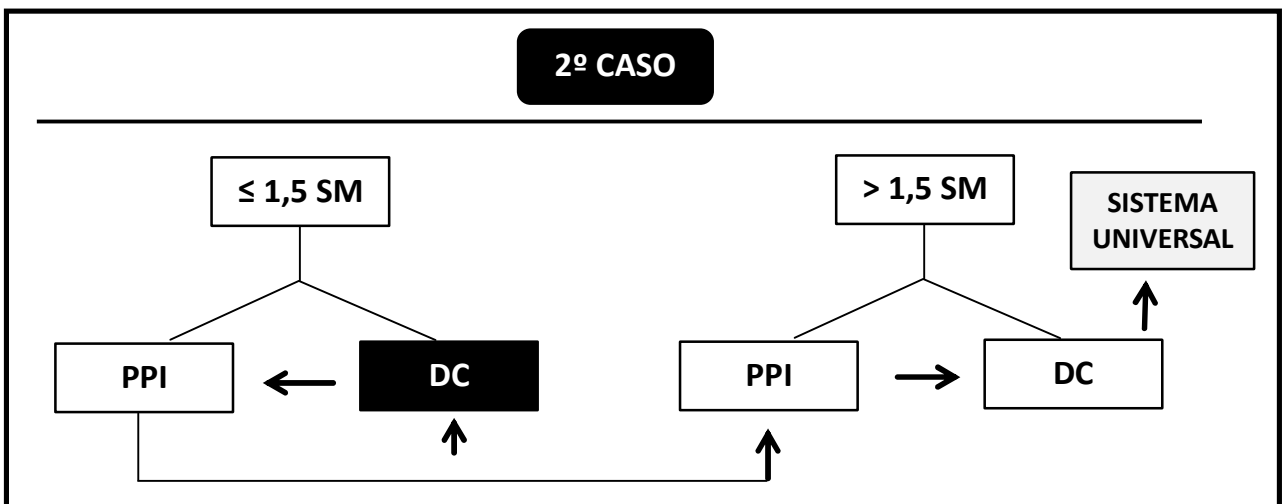 2º CASO
≤ 1,5 SM
> 1,5 SM
SISTEMA
UNIVERSAL
PPI
DC
PPI
DC